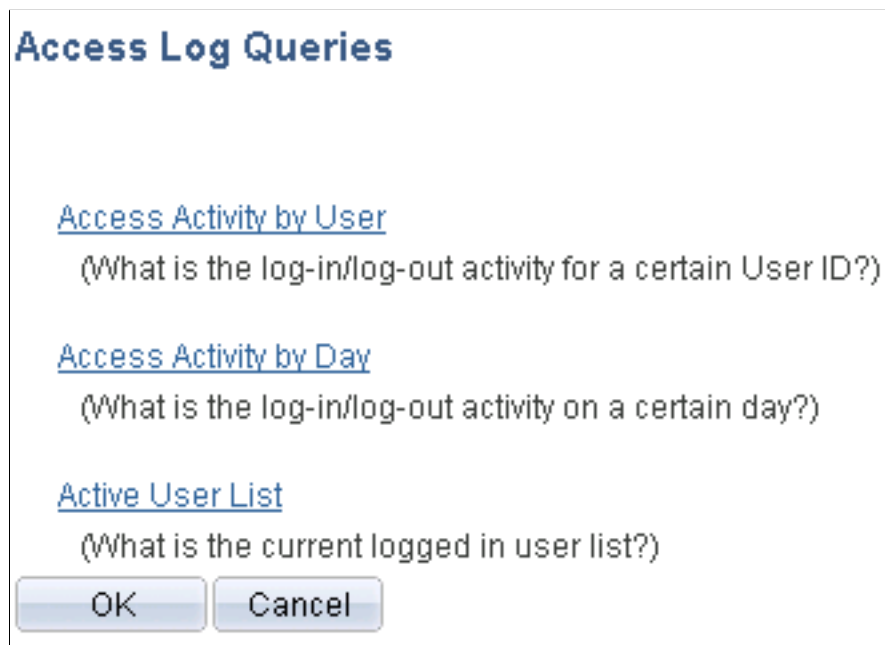 Access Log Queries
Access Activity by User
(What is the log-in/log-out activity for a certain User ID?)
Access Activity by Day
(What is the log-in/log-out activity on a certain day?)
Active User List
(What is the current logged in user list?)
OK Cancel